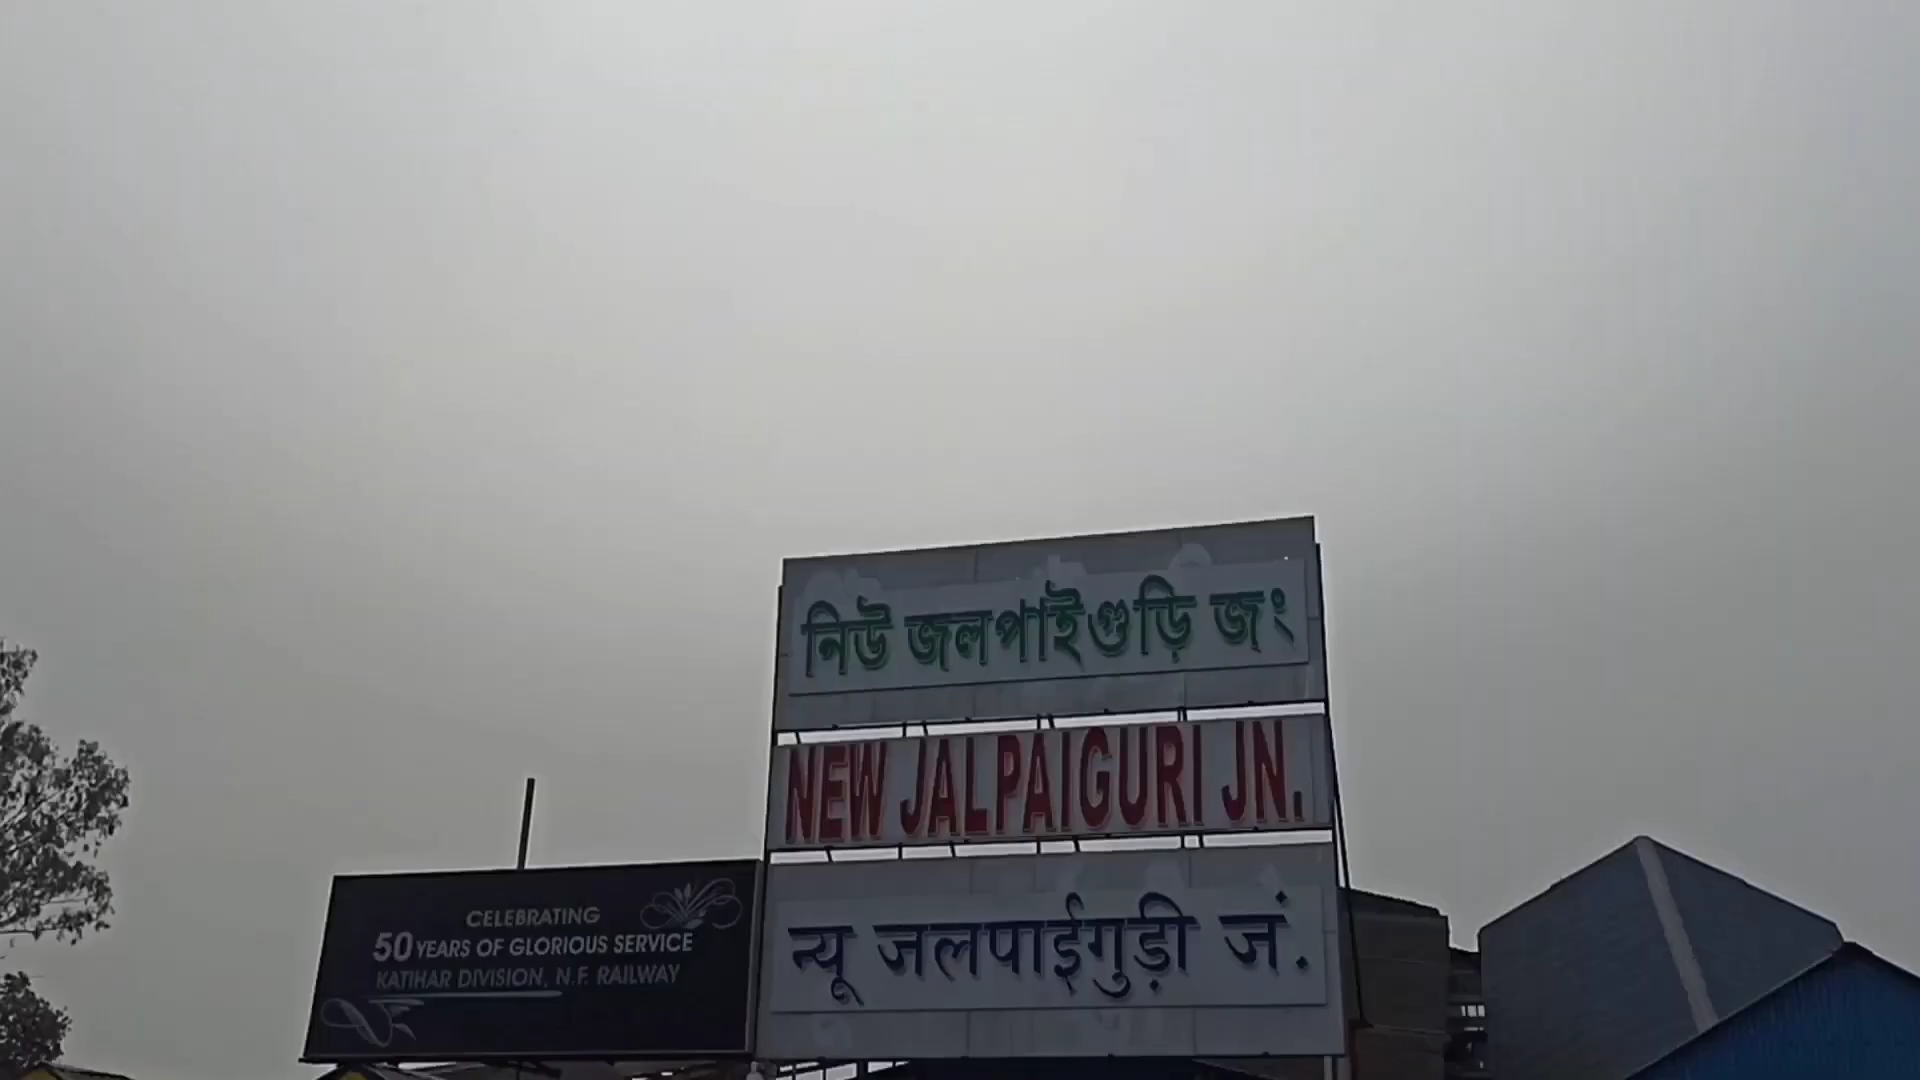 নিউ জলপাইগুড়ি জং
NEW JALPAIGURI JN.
न्यू जलपाईगुड़ी जं.
CELEBRATING
50 YEARS OF GLORIOUS SERVICE
KATIHAR DIVISION, N.F. RAILWAY